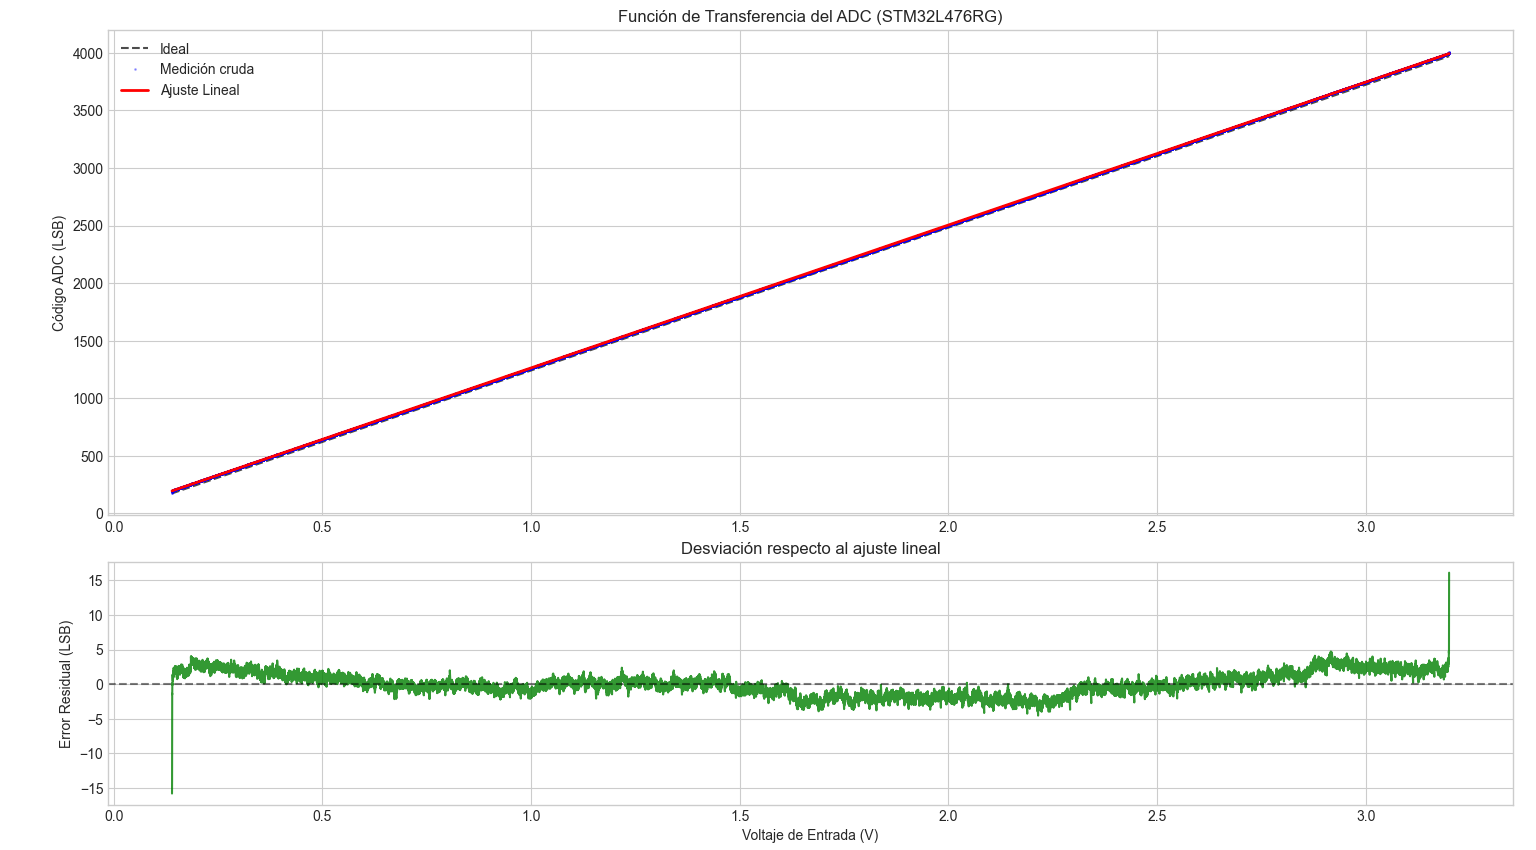 Función de Transferencia del ADC (STM32L476RG)
Ideal
Medición cruda
Ajuste Lineal
Código ADC (LSB)
4000
3500
3000
2500
2000
1500
1000
500
0
0.0 0.5 1.0 1.5 2.0 2.5 3.0
Desviación respecto al ajuste lineal
Error Residual (LSB)
15
10
5
0
−5
−10
−15
0.0 0.5 1.0 1.5 2.0 2.5 3.0
Voltaje de Entrada (V)